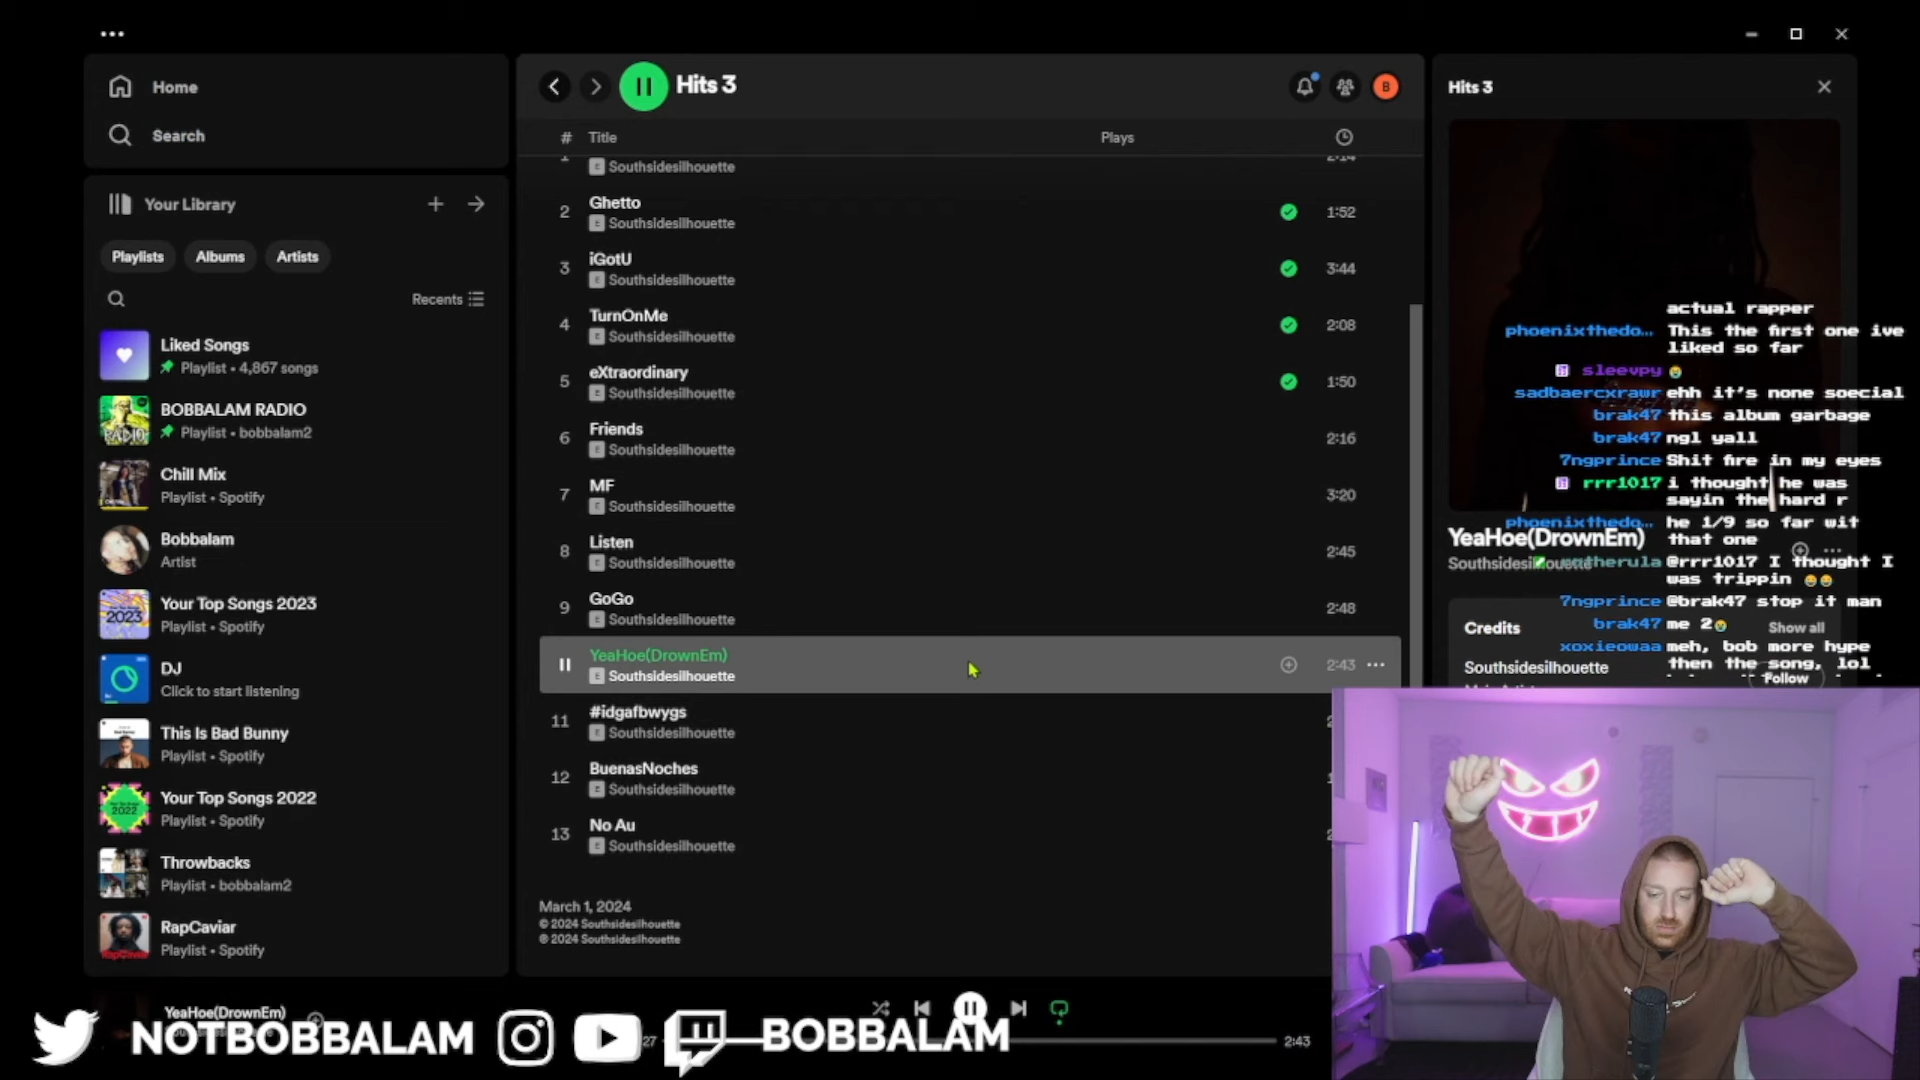 Home
Search
Your Library
Playlists
Albums
Artists
Recents
Liked Songs
Playlist • 4,867 songs
BOBBALAM RADIO
Playlist • bobbalam2
Chill Mix
Playlist • Spotify
Bobbalam
Artist
Your Top Songs 2023
Playlist • Spotify
DJ
Click to start listening
This Is Bad Bunny
Playlist • Spotify
Your Top Songs 2022
Playlist • Spotify
Throwbacks
Playlist • bobbalam2
RapCaviar
Playlist • Spotify
Hits 3
B
# Title Plays
E Southsidesilhouette 2:14
2 Ghetto 1:52
E Southsidesilhouette
3 iGotU 3:44
E Southsidesilhouette
4 TurnOnMe 2:08
E Southsidesilhouette
5 eXtraordinary 1:50
E Southsidesilhouette
6 Friends 2:16
E Southsidesilhouette
7 MF 3:20
E Southsidesilhouette
8 Listen 2:45
E Southsidesilhouette
9 GoGo 2:48
E Southsidesilhouette
YeaHoe(DrownEm) 2:43
E Southsidesilhouette
11 #idgafbwygs
E Southsidesilhouette
12 BuenasNoches
E Southsidesilhouette
13 No Au
E Southsidesilhouette
March 1, 2024
© 2024 Southsidesilhouette
℗ 2024 Southsidesilhouette
Hits 3
actual rapper
phoenixthedo... This the first one ive
liked so far
sleevpy
sadbaercxrawr ehh it's none soecial
brak47 this album garbage
brak47 ngl yall
7ngprince Shit fire in my eyes
rrr1017 i thought he was
sayin the hard r
phoenixthedo... he 1/9 so far wit
that one
YeaHoe(DrownEm)
@rrr1017 I thought I
was trippin
7ngprince @brak47 stop it man
brak47 me 2
xoxieowaa meh, bob more hype
then the song, lol
Credits
Show all
Southsidesilhouette
Follow
YeaHoe(DrownEm)
2:43
NOTBOBBALAM
BOBBALAM